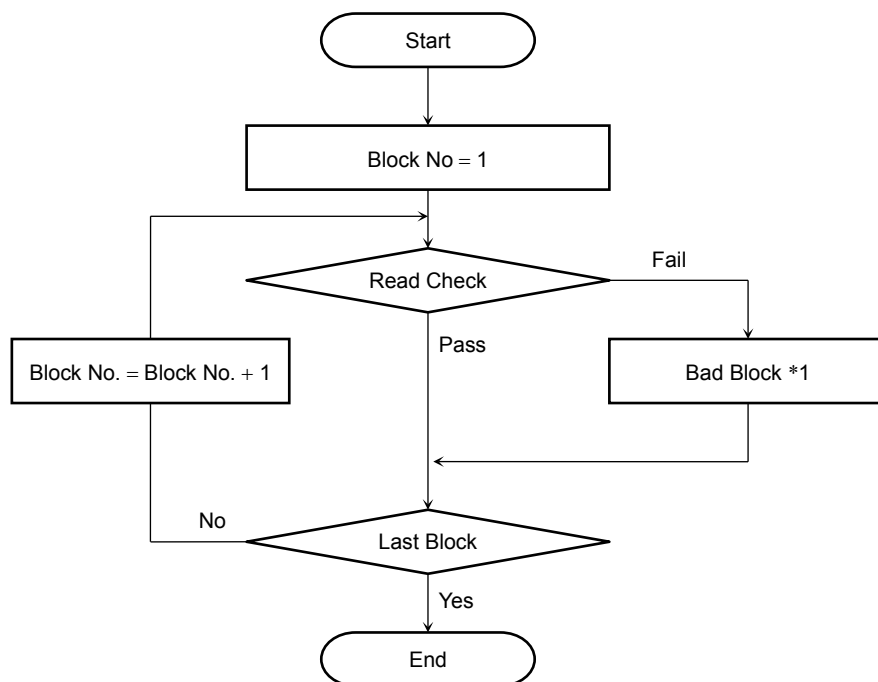 Start
Block No = 1
Read Check
Fail
Pass
Block No. = Block No. + 1
Bad Block *1
No
Last Block
Yes
End